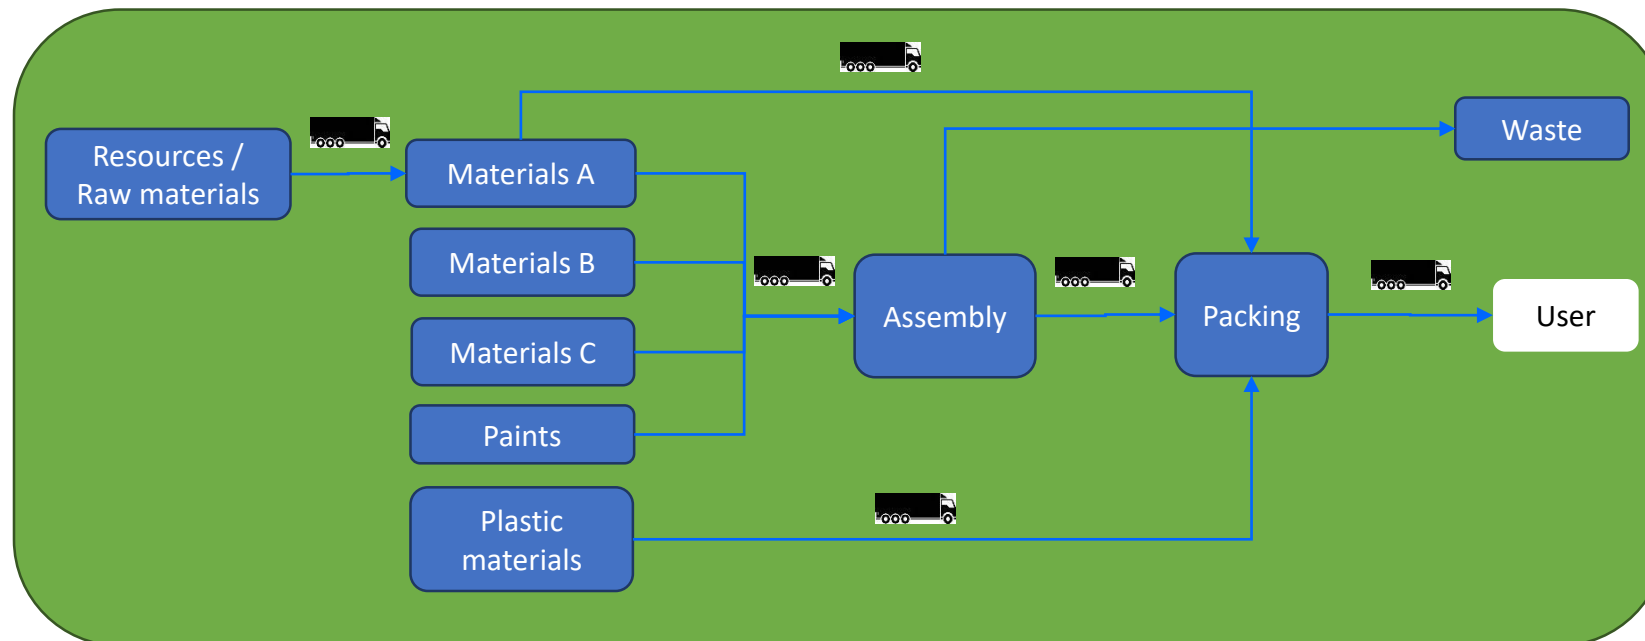 Resources /
Raw materials
Materials A
Materials B
Materials C
Paints
Plastic
materials
Assembly
Packing
Waste
User